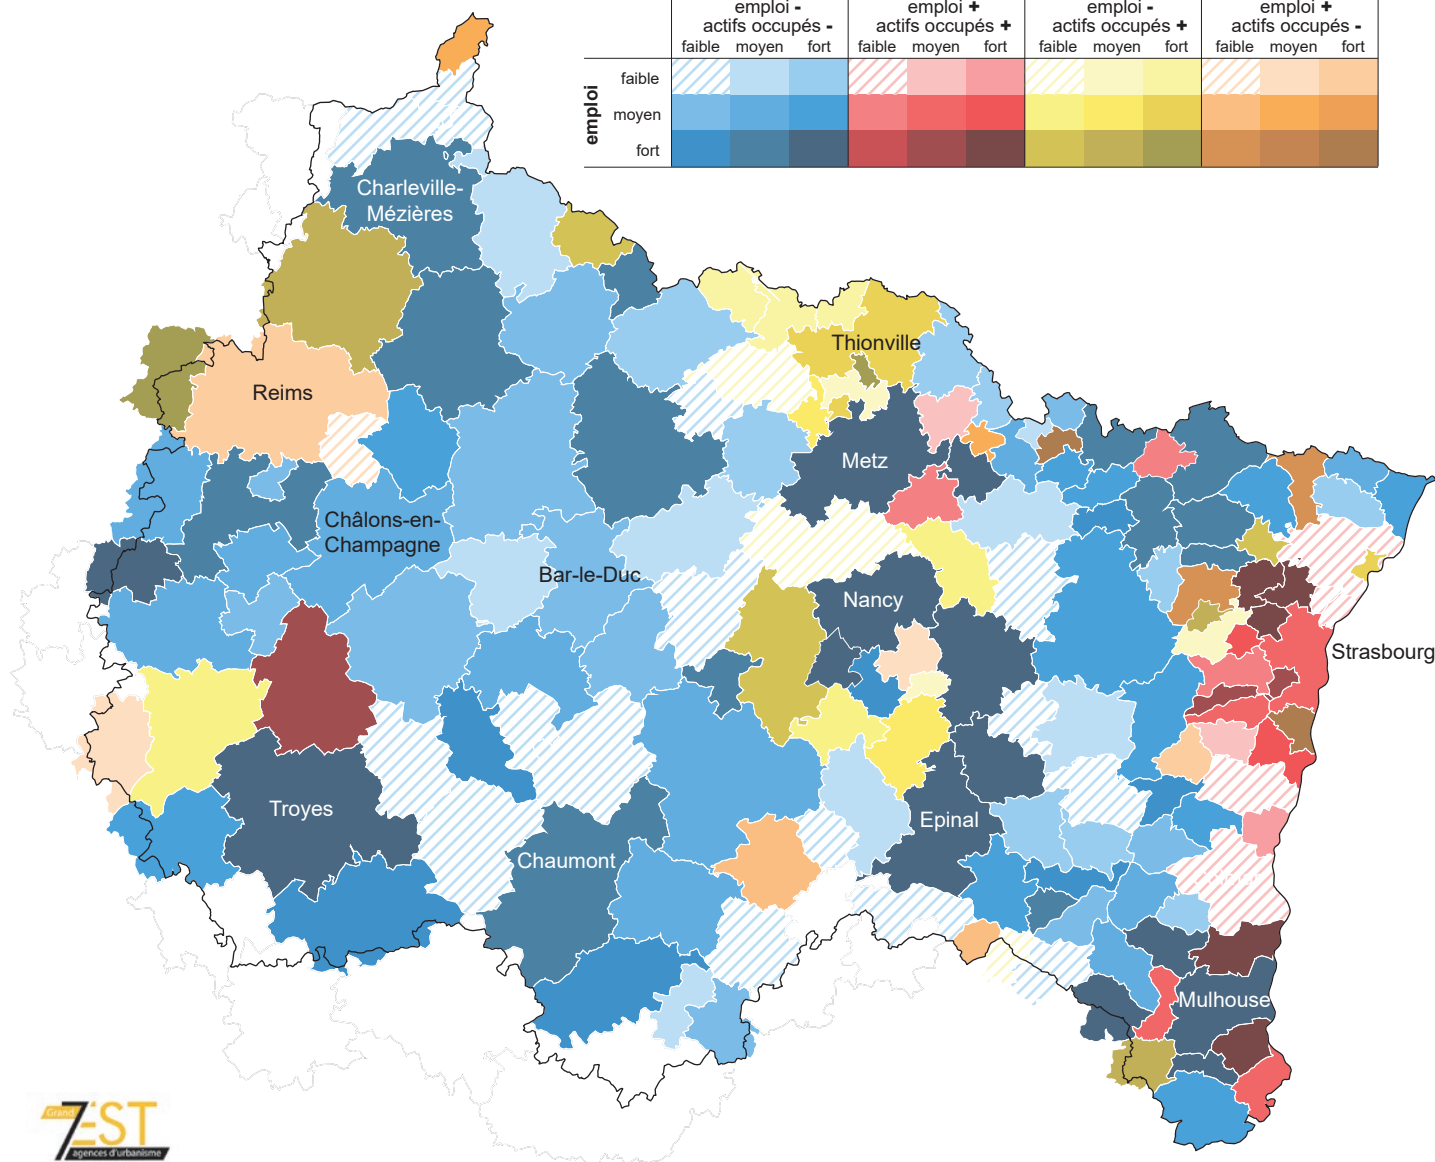 emploi - emploi + emploi - emploi +
actifs occupés - actifs occupés + actifs occupés + actifs occupés -
faible moyen fort faible moyen fort faible moyen fort faible moyen fort
emploi
faible
moyen
fort
Charleville-
Mézières
Thionville
Reims
Metz
Châlons-en-
Champagne
Bar-le-Duc
Nancy
Strasbourg
Troyes
Epinal
Chaumont
Mulhouse
Grand
7EST
agences d'urbanisme